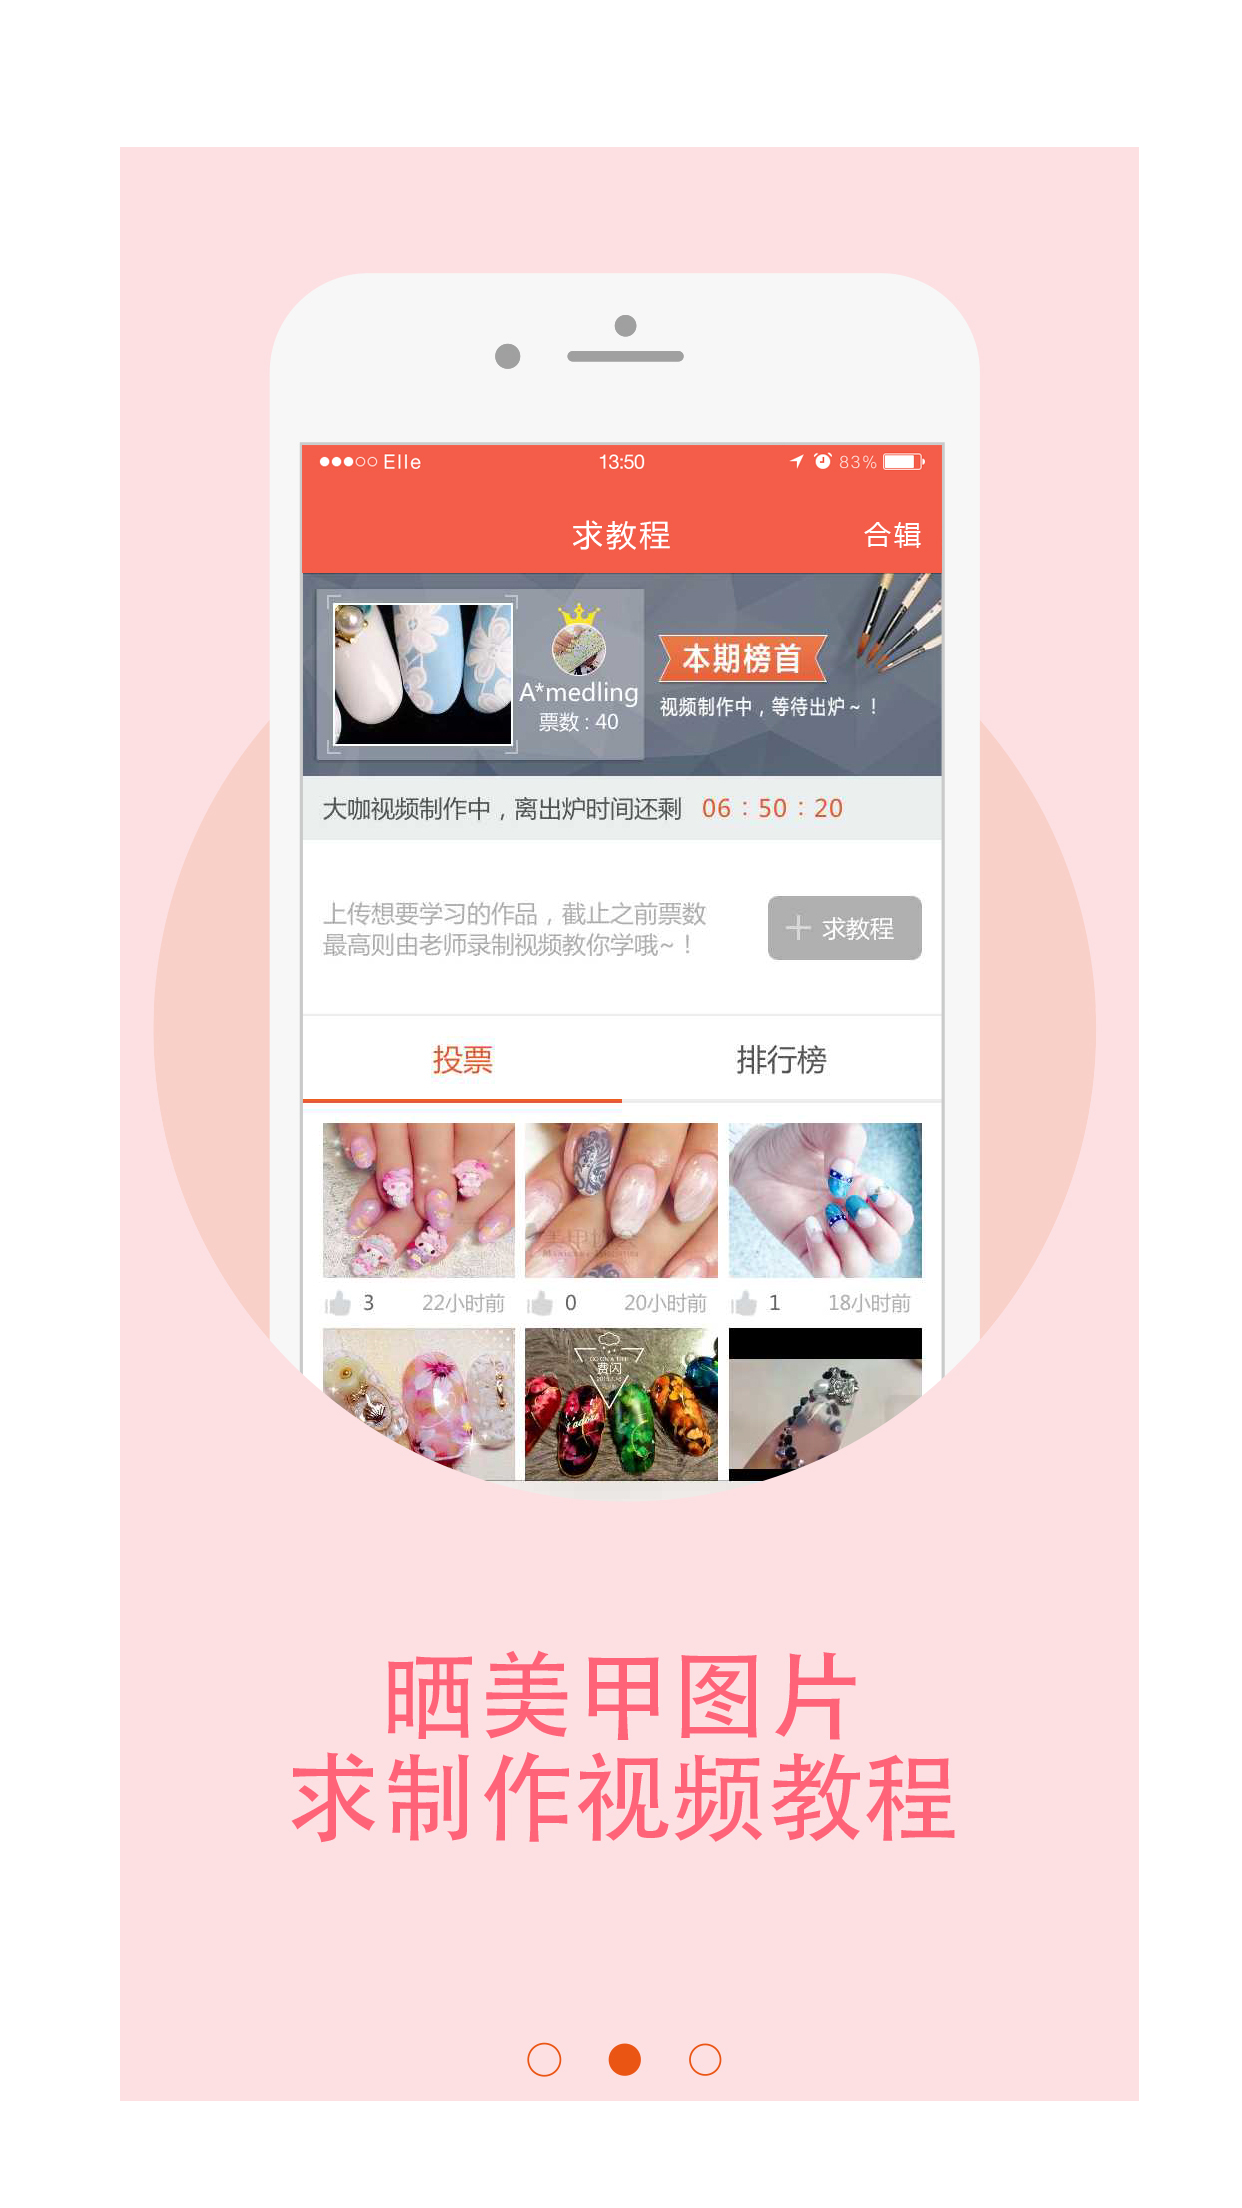 Elle 13:50 83%
求教程 合辑
本期榜首
A*medling
视频制作中，等待出炉~！
票数：40
大咖视频制作中，离出炉时间还剩 06：50：20
上传想要学习的作品，截止之前票数
最高则由老师录制视频教你学哦~！
求教程
投票 排行榜
3 22小时前 0 20小时前 1 18小时前
晒美甲图片
求制作视频教程